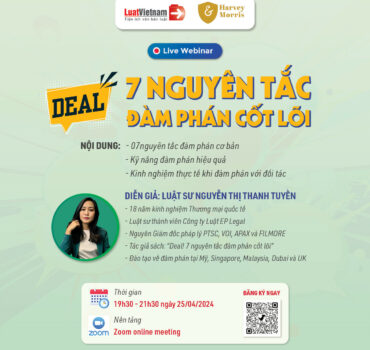 LuatVietnam
Tiện ích văn bản luật
Harvey
Morris
Live Webinar
DEAL
7 NGUYÊN TẮC
ĐÀM PHÁN CỐT LÕI
NỘI DUNG:
- 07nguyên tắc đàm phán cơ bản
- Kỹ năng đàm phán hiệu quả
- Kinh nghiệm thực tế khi đàm phán với đối tác
DIỄN GIẢ: LUẬT SƯ NGUYỄN THỊ THANH TUYỀN
- 18 năm kinh nghiệm Thương mại quốc tế
- Luật sư thành viên Công ty Luật EP Legal
- Nguyên Giám đốc pháp lý PTSC, VDI, APAX và FILMORE
- Tác giả sách: "Deal! 7 nguyên tắc đàm phán cốt lõi"
- Đào tạo về đàm phán tại Mỹ, Singapore, Malaysia, Dubai và UK
Thời gian
19h30 - 21h30 ngày 25/04/2024
ĐĂNG KÝ NGAY
zoom
Nền tảng
Zoom online meeting